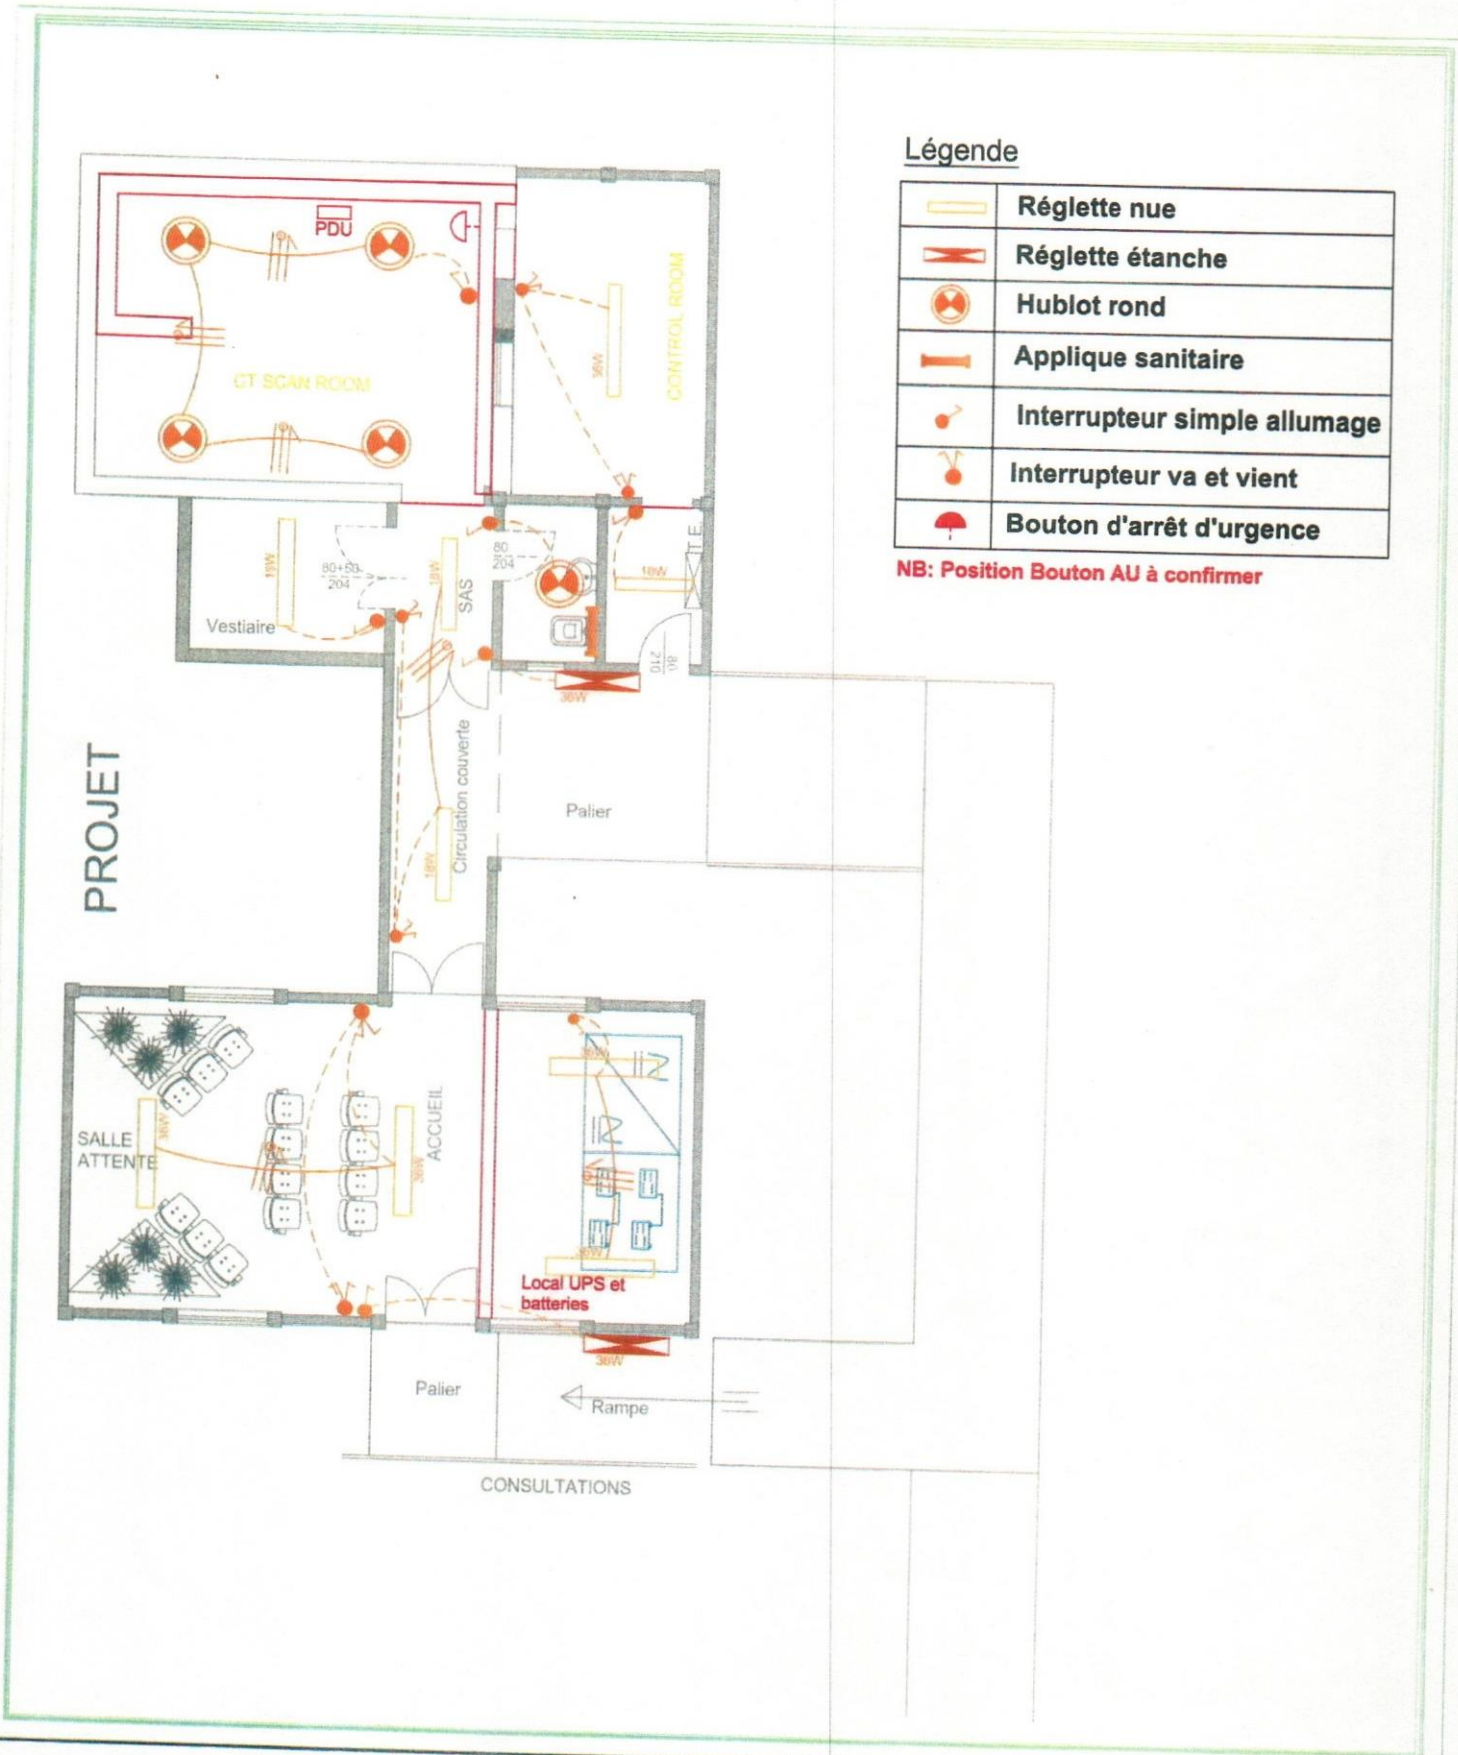 Légende
Réglette nue
Réglette étanche
Hublot rond
Applique sanitaire
Interrupteur simple allumage
Interrupteur va et vient
Bouton d'arrêt d'urgence
NB: Position Bouton AU à confirmer
PDU
CT SCAN ROOM
CONTROL ROOM
36W
18W
80+50
204
Vestiaire
18W
SAS
80
204
18W
T.E.
80
210
36W
PROJET
Circulation couverte
18W
Palier
SALLE
ATTENTE
36W
ACCUEIL
36W
36W
36W
Local UPS et
batteries
36W
Palier
Rampe
CONSULTATIONS